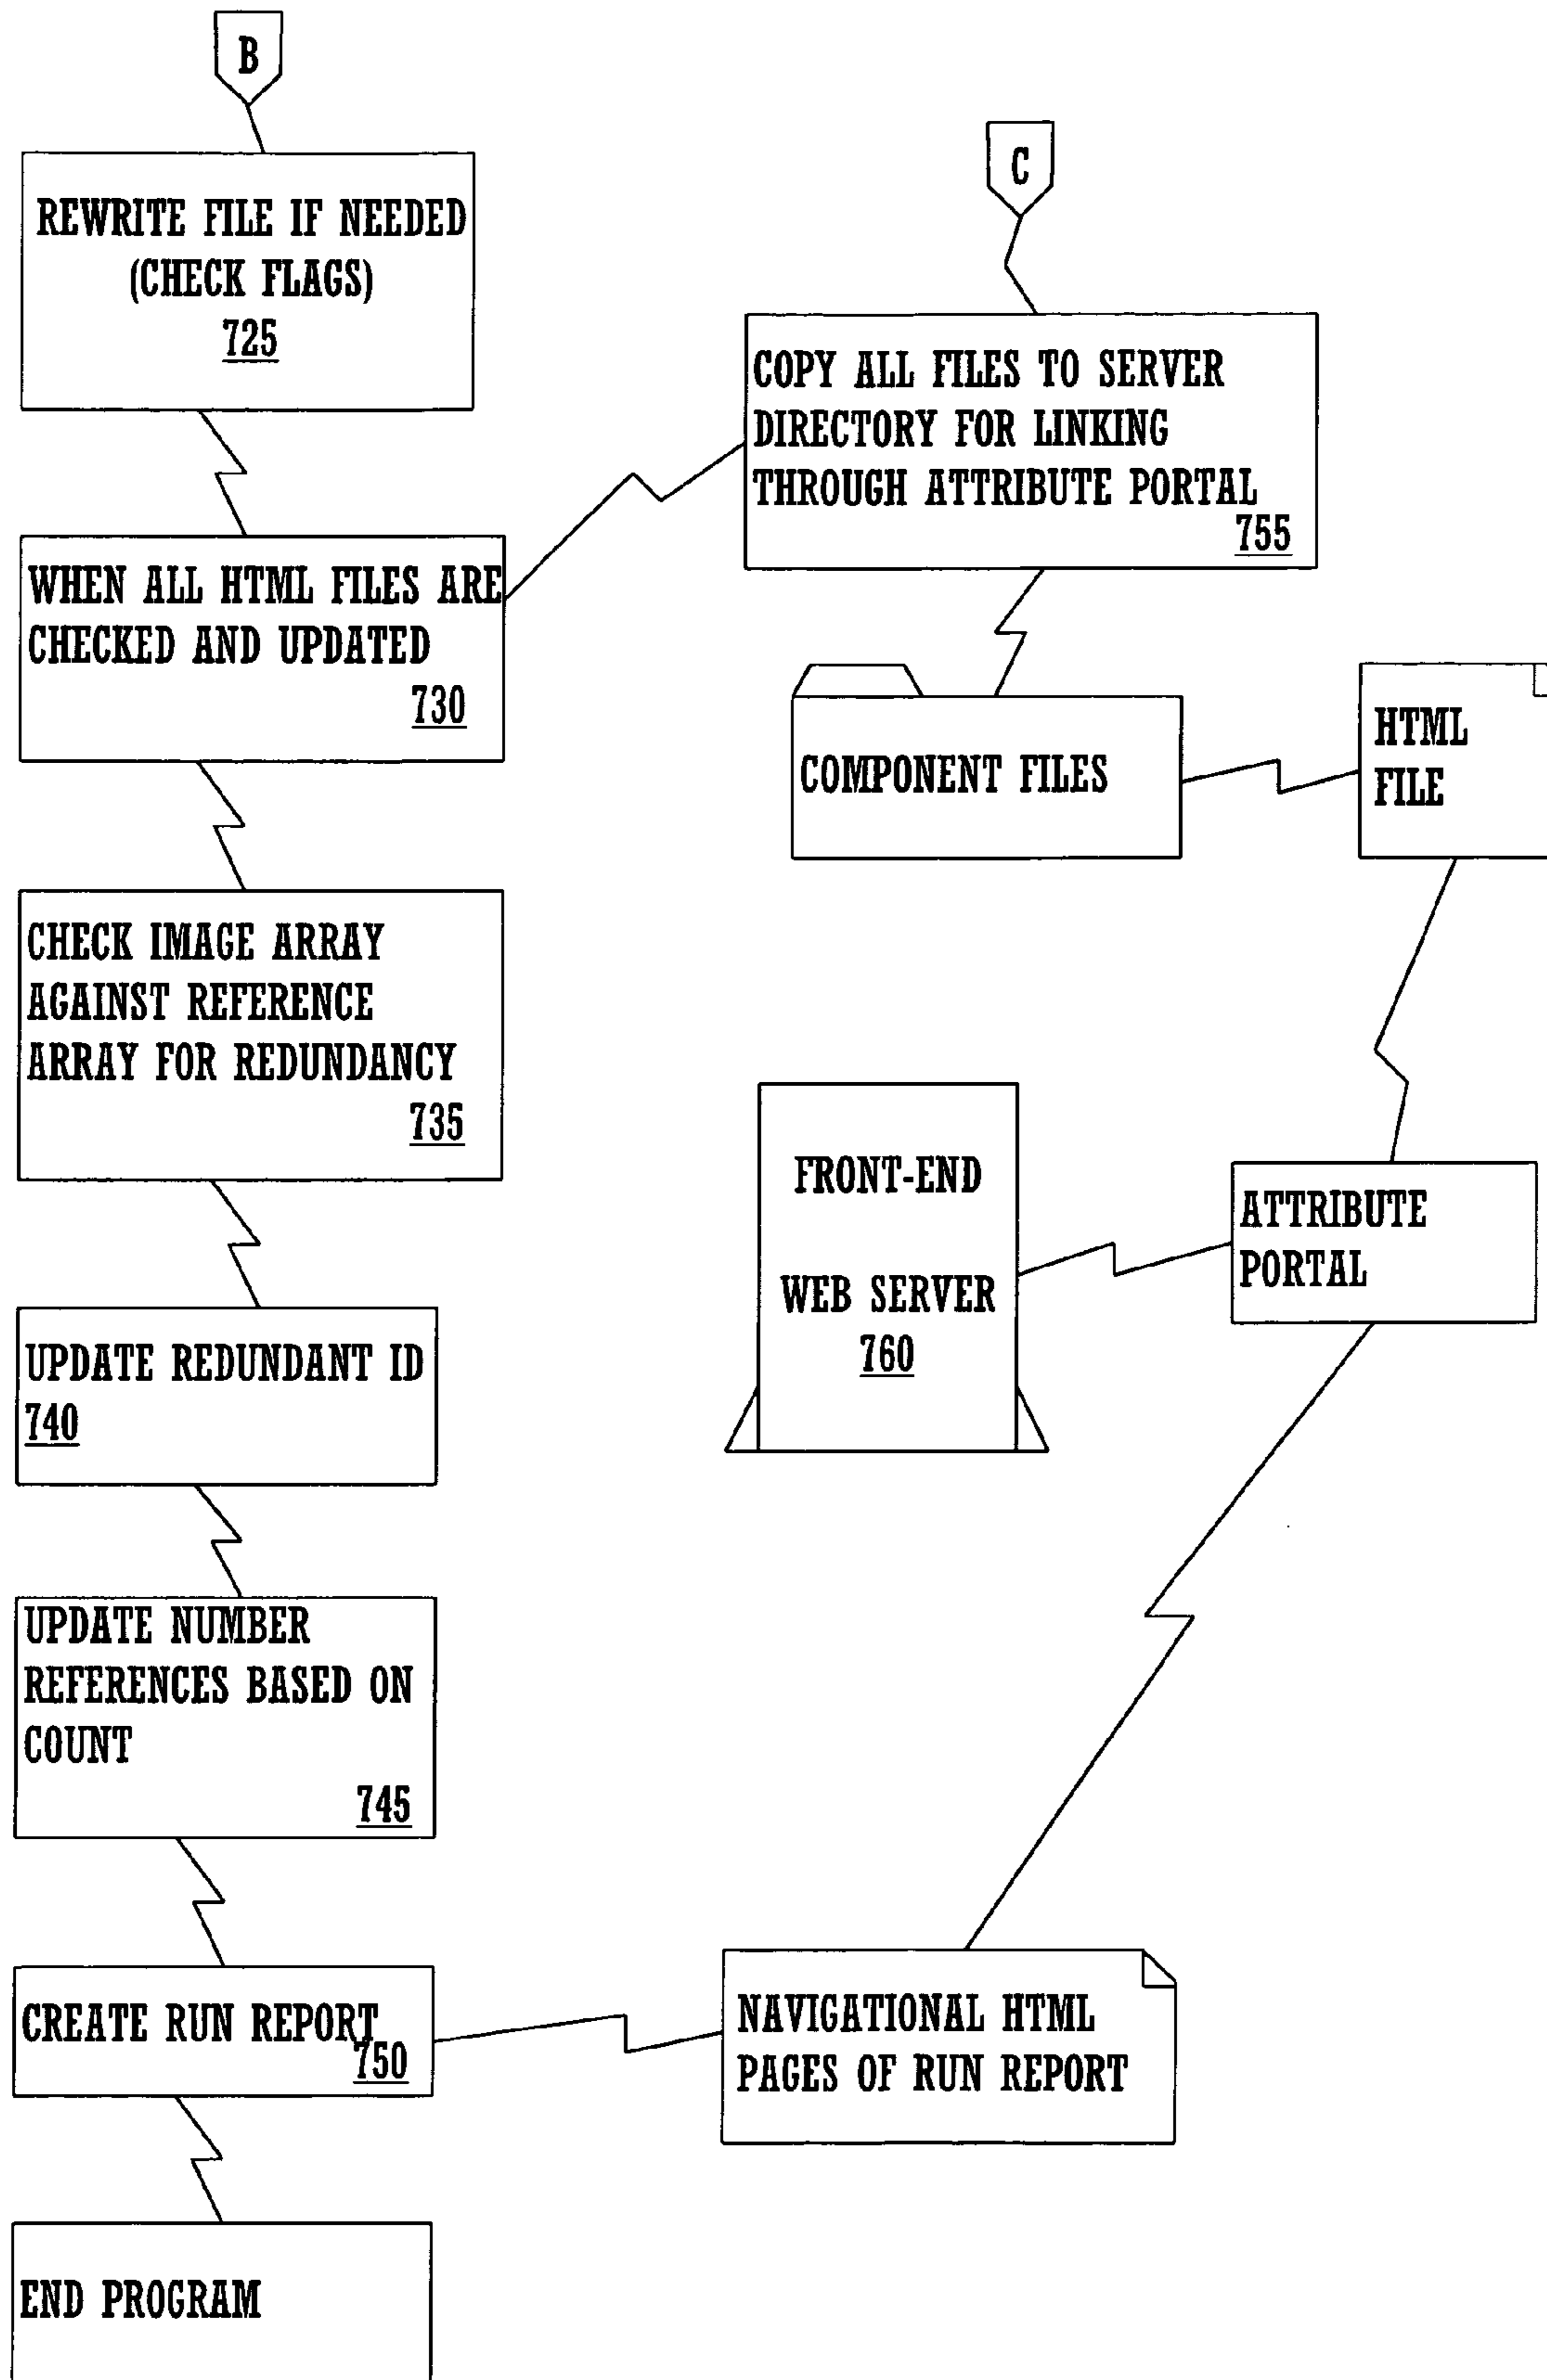 B
REWRITE FILE IF NEEDED
(CHECK FLAGS)
725
WHEN ALL HTML FILES ARE
CHECKED AND UPDATED
730
CHECK IMAGE ARRAY
AGAINST REFERENCE
ARRAY FOR REDUNDANCY
735
UPDATE REDUNDANT ID
740
UPDATE NUMBER
REFERENCES BASED ON
COUNT
745
CREATE RUN REPORT
750
END PROGRAM
C
COPY ALL FILES TO SERVER
DIRECTORY FOR LINKING
THROUGH ATTRIBUTE PORTAL
755
COMPONENT FILES
HTML
FILE
FRONT-END
WEB SERVER
760
ATTRIBUTE
PORTAL
NAVIGATIONAL HTML
PAGES OF RUN REPORT